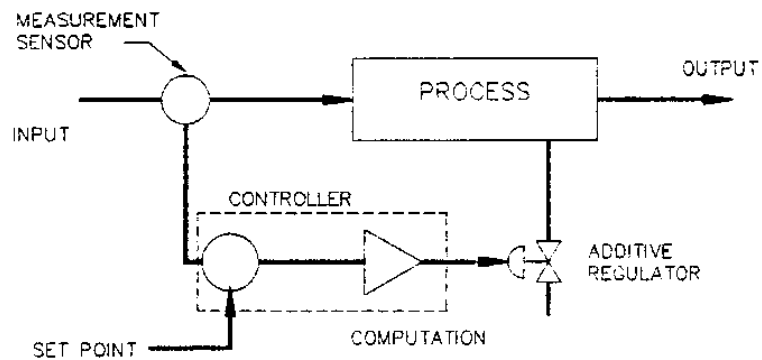 MEASUREMENT
SENSOR
OUTPUT
PROCESS
INPUT
CONTROLLER
ADDITIVE
REGULATOR
COMPUTATION
SET POINT